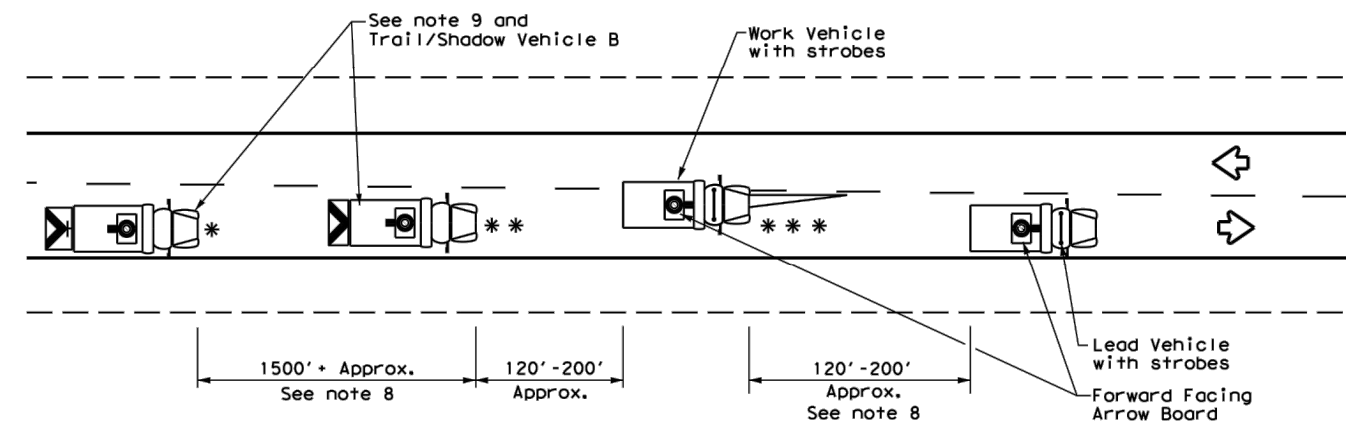 See note 9 and
Trail/Shadow Vehicle B
Work Vehicle
with strobes
*
* *
* * *
1500'+ Approx.
See note 8
120'-200'
Approx.
120'-200'
Approx.
See note 8
Lead Vehicle
with strobes
Forward Facing
Arrow Board